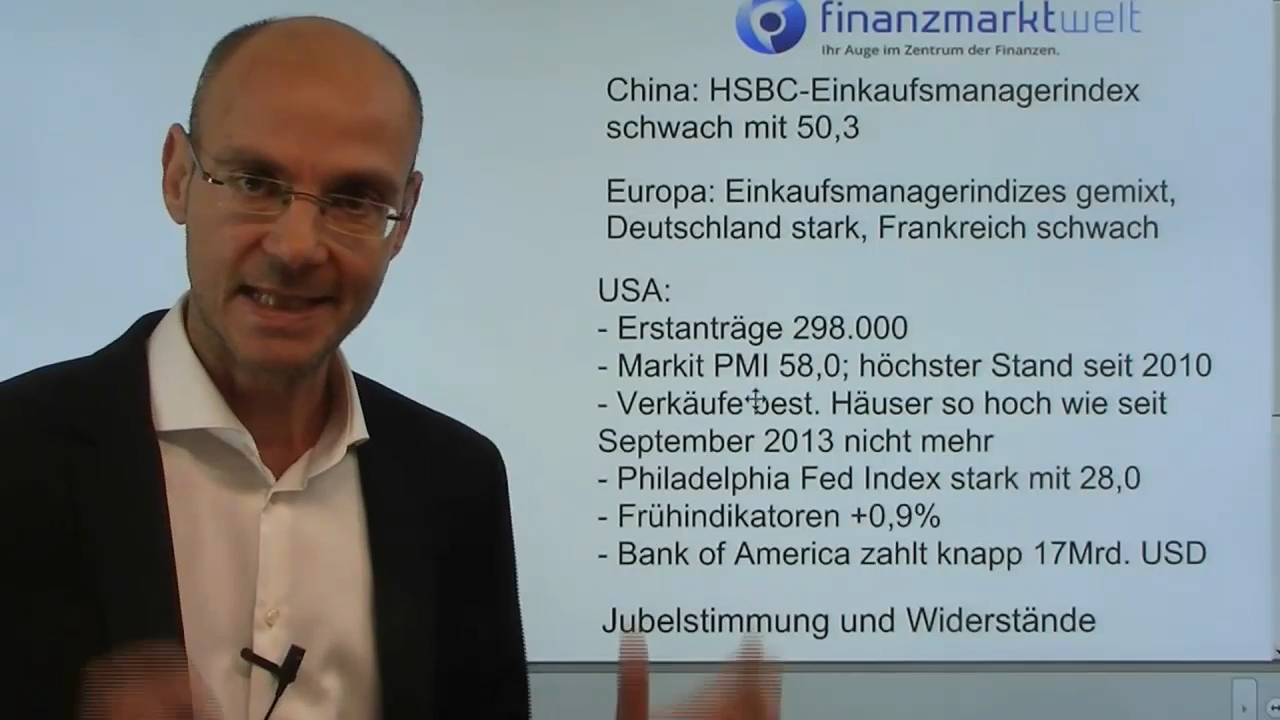 finanzmarktwelt
Ihr Auge im Zentrum der Finanzen.
China: HSBC-Einkaufsmanagerindex
schwach mit 50,3
Europa: Einkaufsmanagerindizes gemixt,
Deutschland stark, Frankreich schwach
USA:
- Erstanträge 298.000
- Markit PMI 58,0; höchster Stand seit 2010
- Verkäufe best. Häuser so hoch wie seit
September 2013 nicht mehr
- Philadelphia Fed Index stark mit 28,0
- Frühindikatoren +0,9%
- Bank of America zahlt knapp 17Mrd. USD
Jubelstimmung und Widerstände